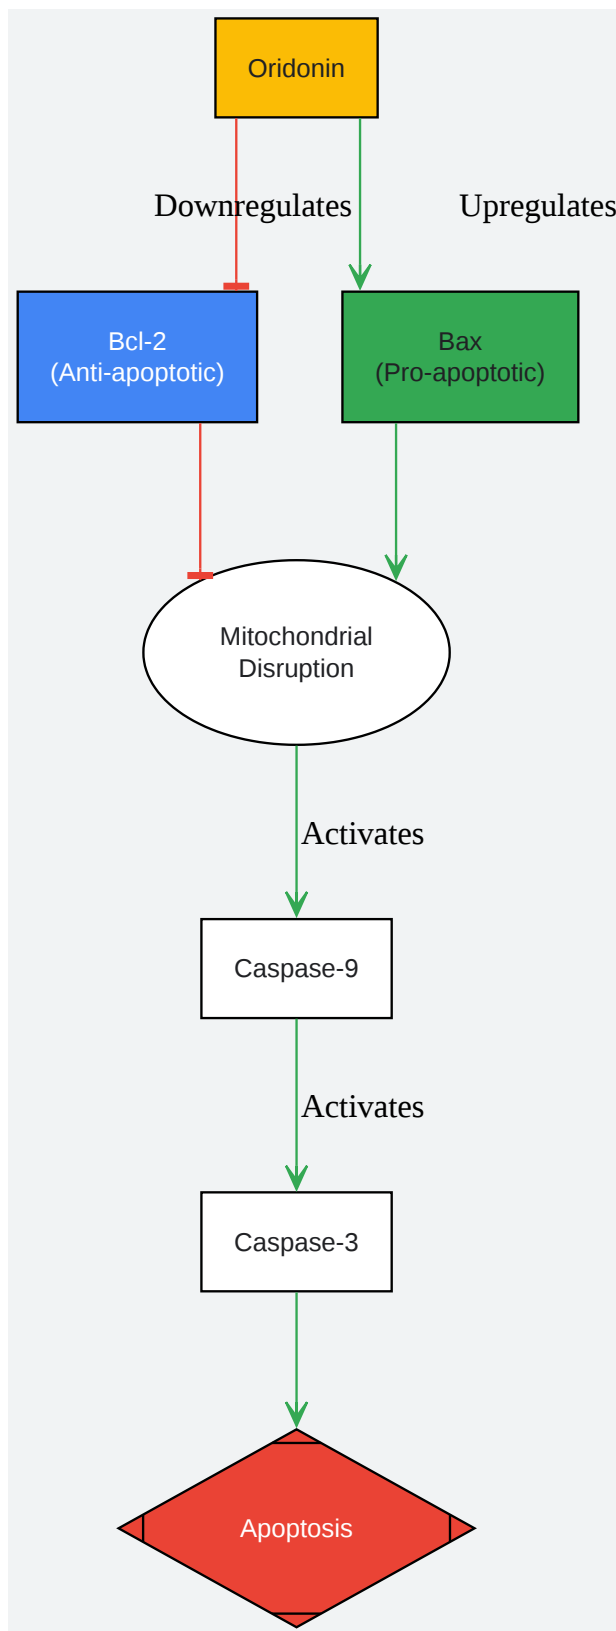 Oridonin
Downregulates
Upregulates
Bcl-2
(Anti-apoptotic)
Bax
(Pro-apoptotic)
Mitochondrial
Disruption
Activates
Caspase-9
Activates
Caspase-3
Apoptosis